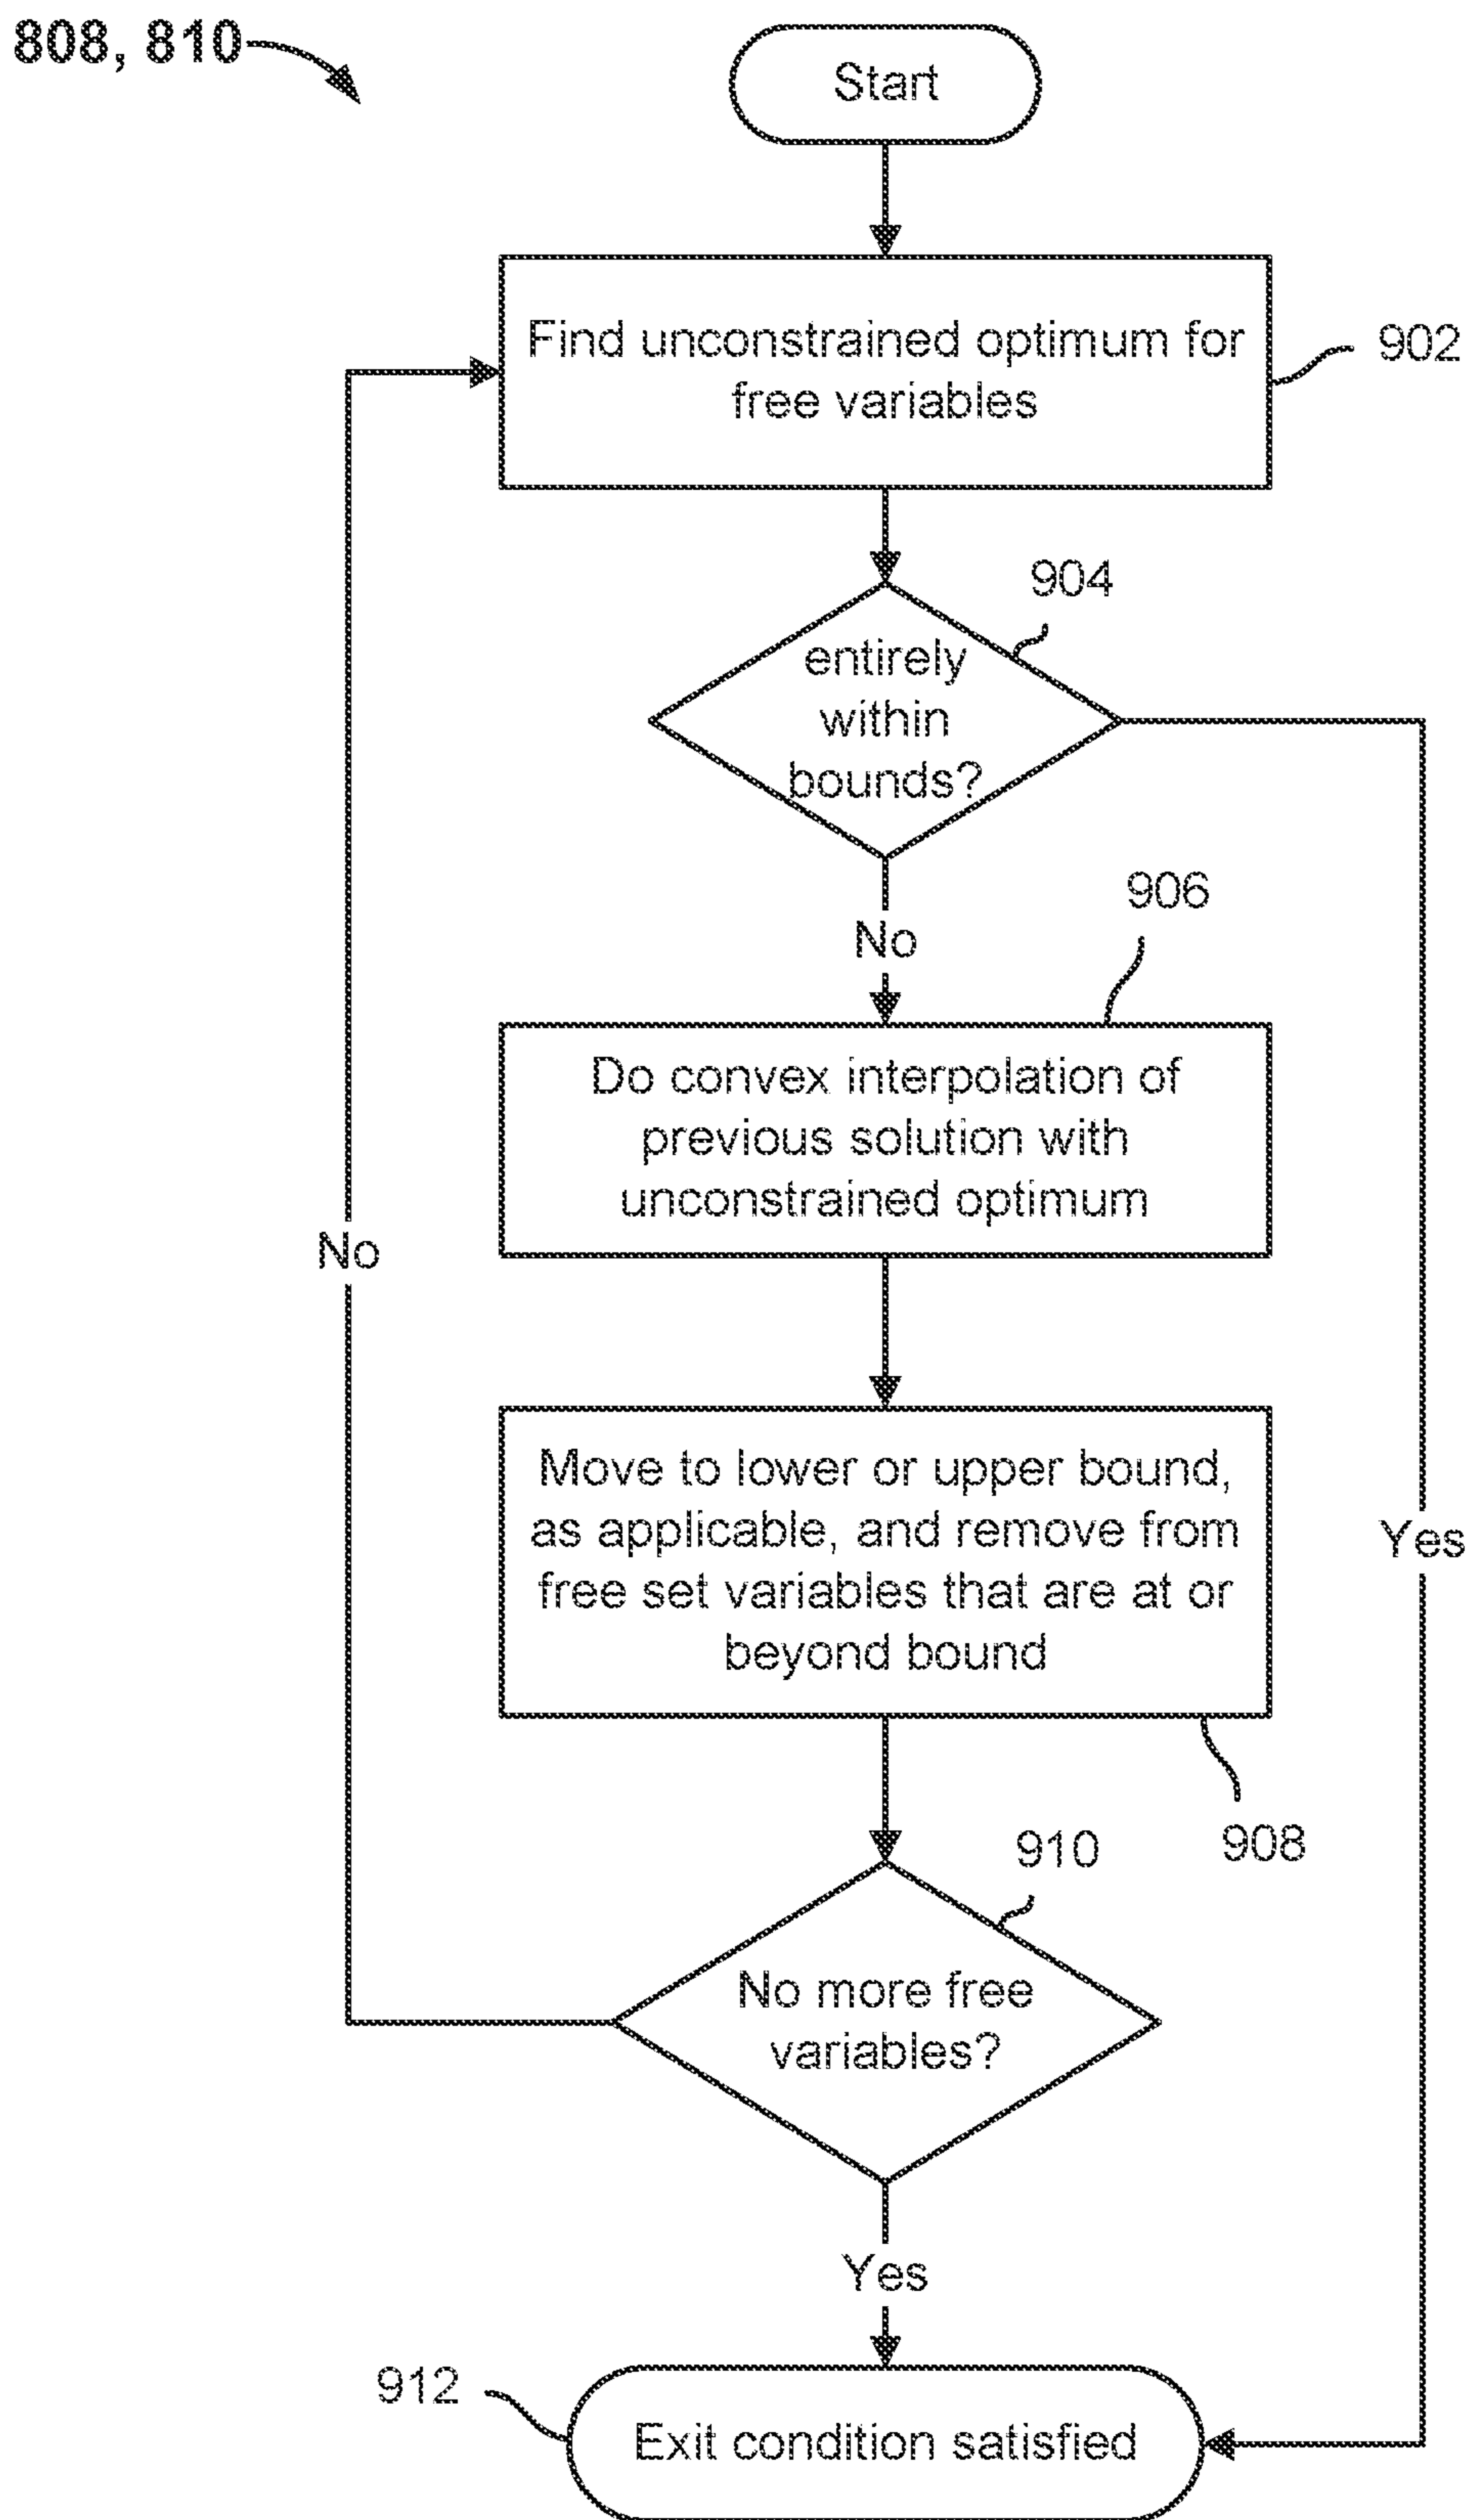 808, 810
Start
Find unconstrained optimum for
free variables
902
904
entirely
within
bounds?
906
No
Do convex interpolation of
previous solution with
unconstrained optimum
No
Move to lower or upper bound,
as applicable, and remove from
free set variables that are at or
beyond bound
Yes
908
910
No more free
variables?
Yes
912
Exit condition satisfied